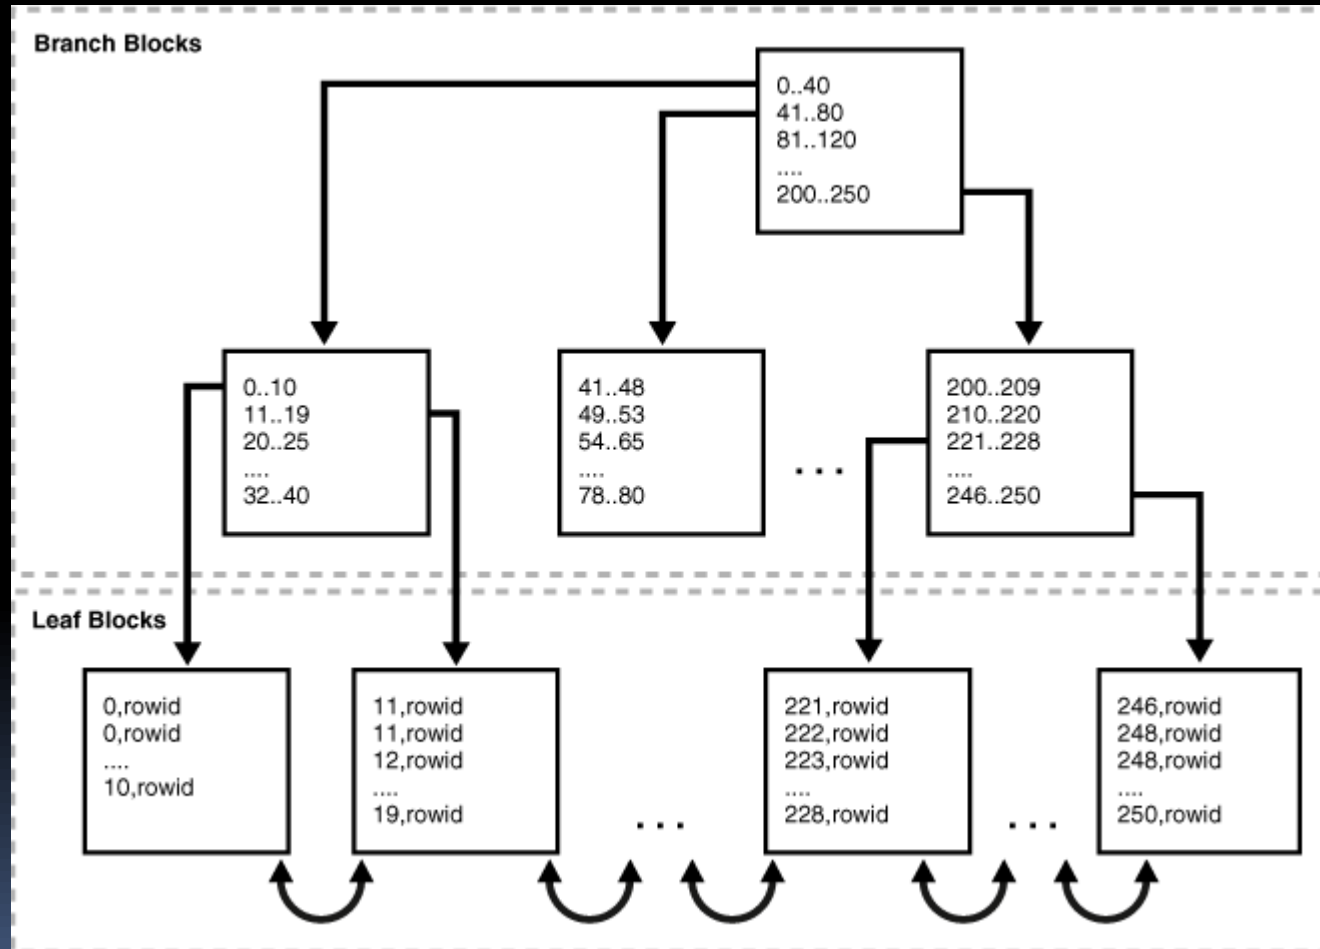 Branch Blocks
0..40
41..80
81..120
....
200..250
0..10
11..19
20..25
....
32..40
41..48
49..53
54..65
....
78..80
...
200..209
210..220
221..228
....
246..250
Leaf Blocks
0,rowid
0,rowid
....
10,rowid
11,rowid
11,rowid
12,rowid
....
19,rowid
...
221,rowid
222,rowid
223,rowid
....
228,rowid
...
246,rowid
248,rowid
248,rowid
....
250,rowid